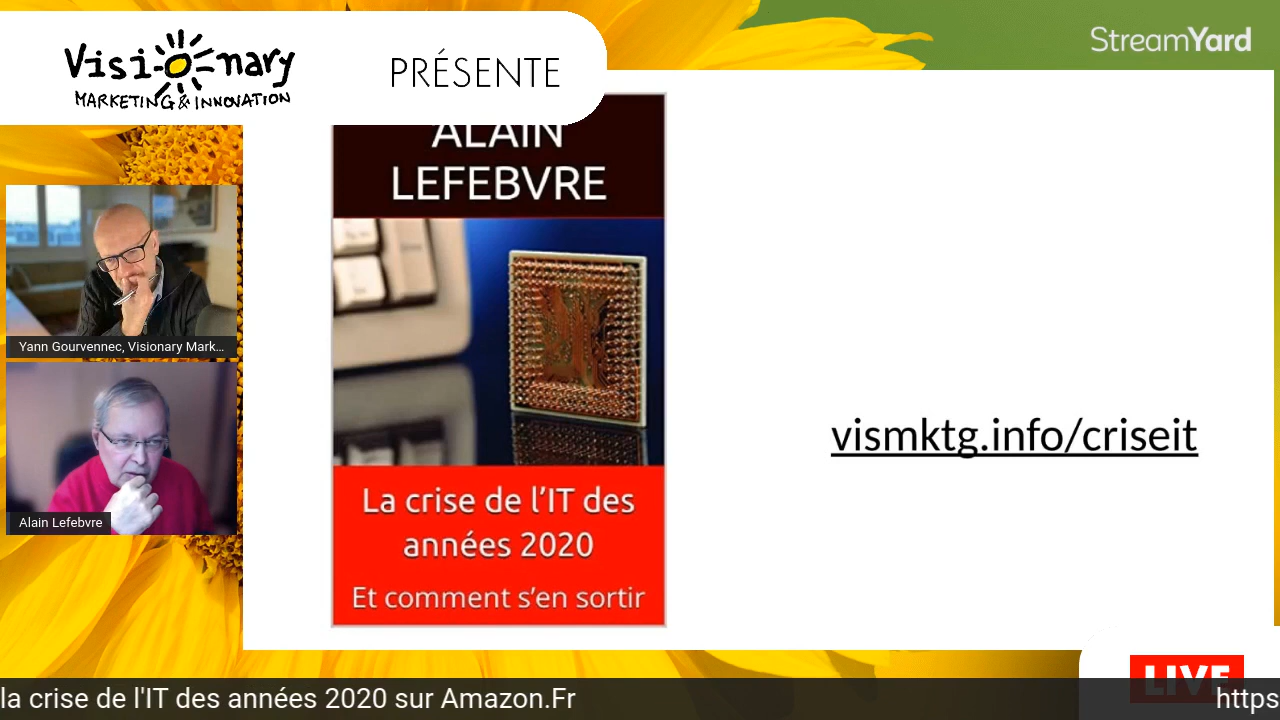 Visionary
MARKETING & INNOVATION
PRÉSENTE
StreamYard
ALAIN
LEFEBVRE
La crise de l’IT des
années 2020
Et comment s’en sortir
vismktg.info/criseit
Yann Gourvennec, Visionary Mark...
Alain Lefebvre
LIVE
la crise de l'IT des années 2020 sur Amazon.Fr
https